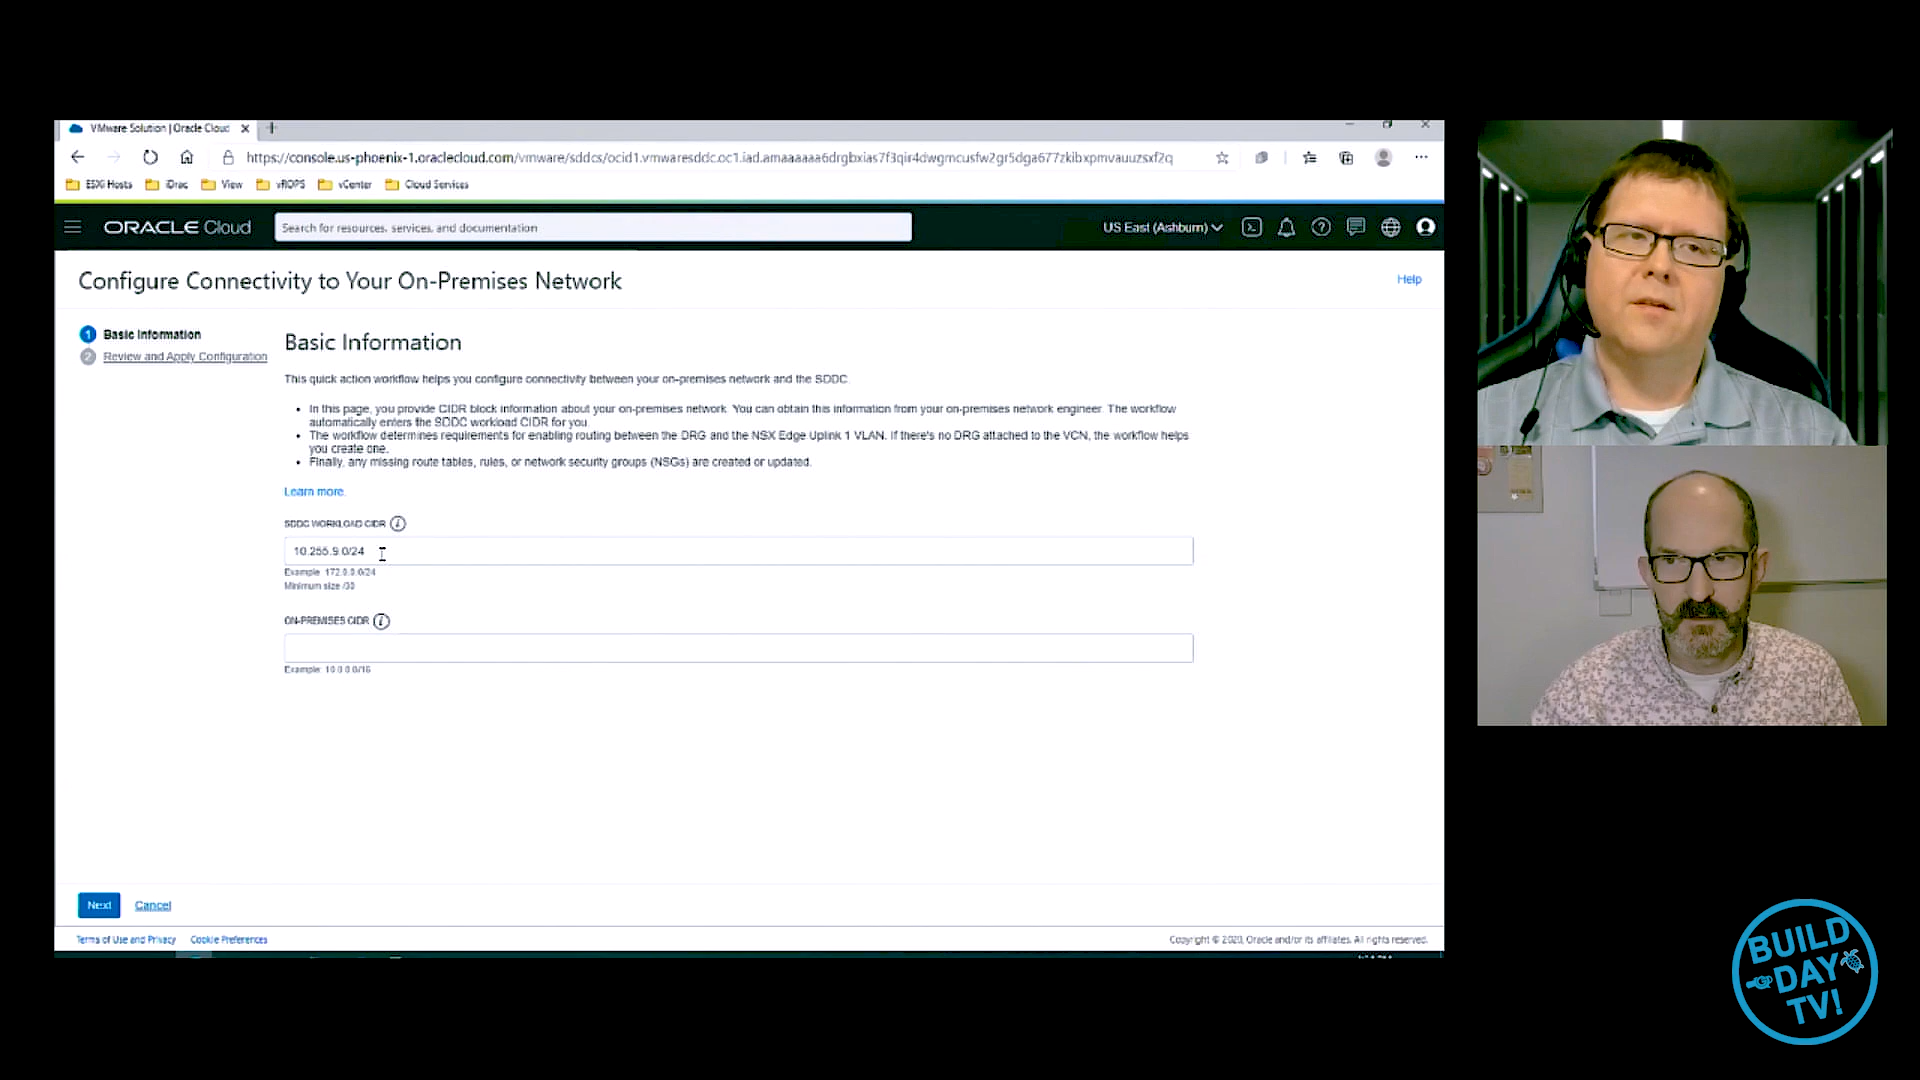 VMware Solution | Oracle Cloud
https://console.us-phoenix-1.oraclecloud.com/vmware/sddcs/ocid1.vmwaresddc.oc1.iad.amaaaaaa6drgbxias7f3qir4dwgmcusfw2gr5dga677zkibxpmvauuzsxf2q
ESXi Hosts iDrac View vROPS vCenter Cloud Services
ORACLE Cloud
Search for resources, services, and documentation
US East (Ashburn)
Configure Connectivity to Your On-Premises Network
Help
1 Basic Information
2 Review and Apply Configuration
Basic Information
This quick action workflow helps you configure connectivity between your on-premises network and the SDDC.
• In this page, you provide CIDR block information about your on-premises network. You can obtain this information from your on-premises network engineer. The workflow
automatically enters the SDDC workload CIDR for you.
• The workflow determines requirements for enabling routing between the DRG and the NSX Edge Uplink 1 VLAN. If there's no DRG attached to the VCN, the workflow helps
you create one.
• Finally, any missing route tables, rules, or network security groups (NSGs) are created or updated.
Learn more.
SDDC WORKLOAD CIDR i
10.255.9.0/24
Example: 172.0.0.0/24
Minimum size /30
ON-PREMISES CIDR i
Example: 10.0.0.0/16
Next Cancel
Terms of Use and Privacy Cookie Preferences
Copyright © 2020, Oracle and/or its affiliates. All rights reserved.
BUILD
DAY
TV!